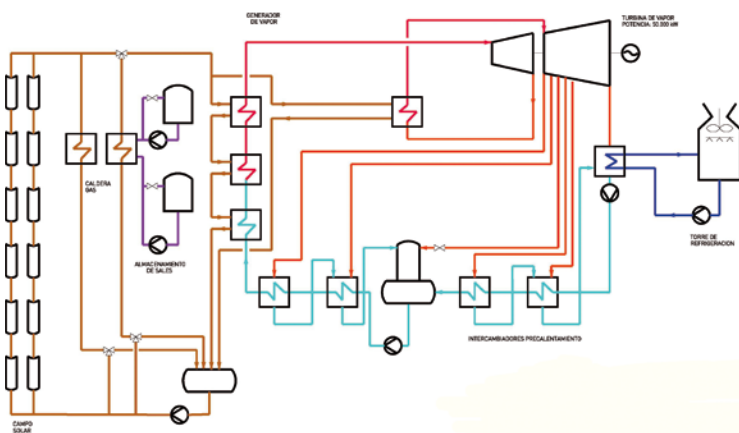 GENERADOR
DE VAPOR
TURBINA DE VAPOR
POTENCIA: 50.000 kW
CALDERA
GAS
ALMACENAMIENTO
DE SALES
TORRE DE
REFRIGERACION
INTERCAMBIADORES PRECALENTAMIENTO
CAMPO
SOLAR